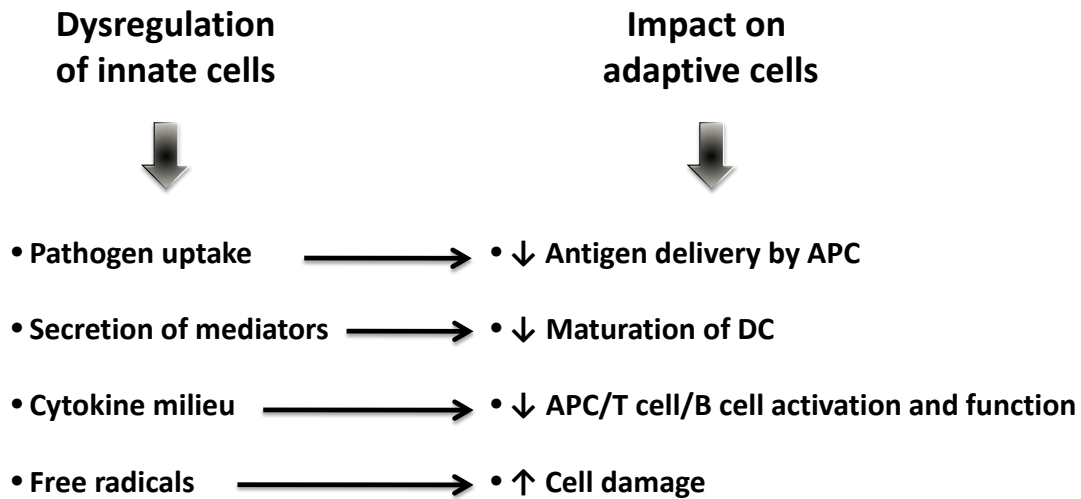 Dysregulation
of innate cells
Impact on
adaptive cells
• Pathogen uptake
• ↓ Antigen delivery by APC
• Secretion of mediators
• ↓ Maturation of DC
• Cytokine milieu
• ↓ APC/T cell/B cell activation and function
• Free radicals
• ↑ Cell damage